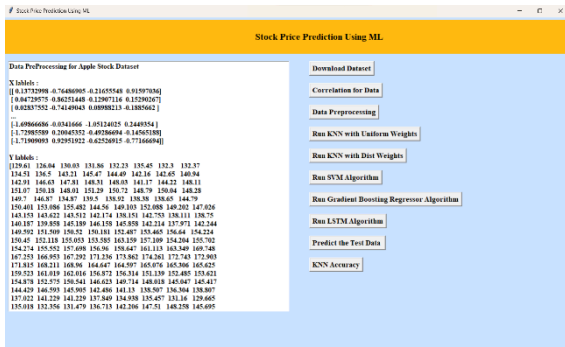 Stock Price Prediction Using ML
Stock Price Prediction Using ML
Data PreProcessing for Apple Stock Dataset
X lablels :
[[ 0.13732998 -0.76486905 -0.21655548 0.91597036]
[ 0.04729575 -0.86251448 -0.12907116 0.15290267]
[ 0.02837552 -0.74149043 0.08988213 -0.1885662 ]
...
[-1.69866686 -0.0341666 -1.05124025 0.2449354 ]
[-1.72985589 0.20045352 -0.49286694 -0.14565188]
[-1.71909093 0.92951922 -0.62526915 -0.77166694]]
Y lablels :
[129.61 126.04 130.03 131.86 132.23 135.45 132.3 132.37
134.51 136.5 143.21 145.47 144.49 142.16 142.65 140.94
142.91 146.63 147.81 148.31 148.03 141.17 144.22 148.11
151.07 150.18 148.01 151.29 150.72 148.79 150.04 148.28
149.7 146.87 134.87 139.5 138.92 138.38 138.65 144.79
150.401 153.086 155.482 144.56 149.103 152.088 149.202 147.026
143.153 143.622 143.512 142.174 138.151 142.753 138.111 138.75
140.187 139.958 145.189 146.158 145.858 142.214 137.971 142.244
149.592 151.509 150.52 150.181 152.487 153.465 156.64 154.224
150.45 152.118 155.053 153.585 163.159 157.109 154.204 155.702
154.274 155.552 157.698 156.96 158.647 161.113 163.349 169.748
167.253 166.953 167.292 171.236 173.862 174.261 172.743 172.903
171.815 168.211 168.96 164.647 164.597 165.076 165.306 165.625
159.523 161.019 162.016 156.872 156.314 151.139 152.485 153.621
154.878 152.575 150.541 146.623 149.714 148.018 145.047 145.417
144.429 146.593 145.905 142.486 141.13 138.507 136.304 138.807
137.022 141.229 141.229 137.849 134.938 135.457 131.16 129.665
135.018 132.356 131.479 136.713 142.206 147.51 148.258 145.695
Download Dataset
Correlation for Data
Data Preprocessing
Run KNN with Uniform Weights
Run KNN with Dist Weights
Run SVM Algorithm
Run Gradient Boosting Regressor Algorithm
Run LSTM Algorithm
Predict the Test Data
KNN Accuracy